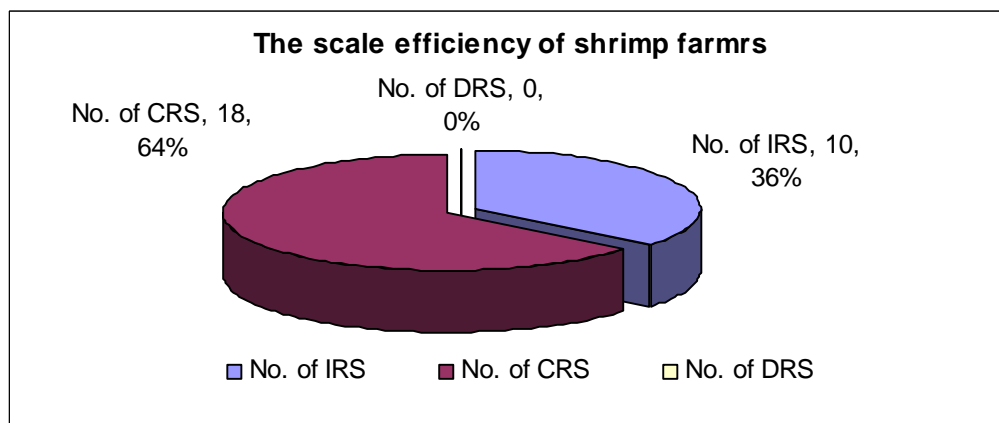 The scale efficiency of shrimp farmrs
No. of DRS, 0,
0%
No. of CRS, 18,
64%
No. of IRS, 10,
36%
No. of IRS
No. of CRS
No. of DRS